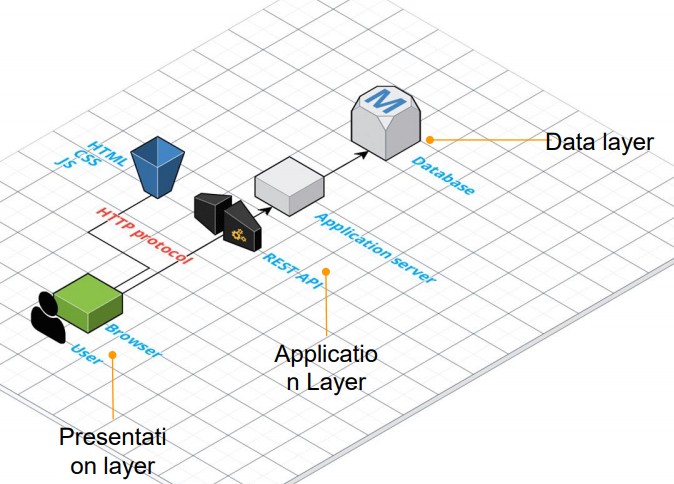 M
Data layer
Database
HTML
CSS
JS
Application server
HTTP protocol
REST API
Browser
User
Applicatio
n Layer
Presentati
on layer